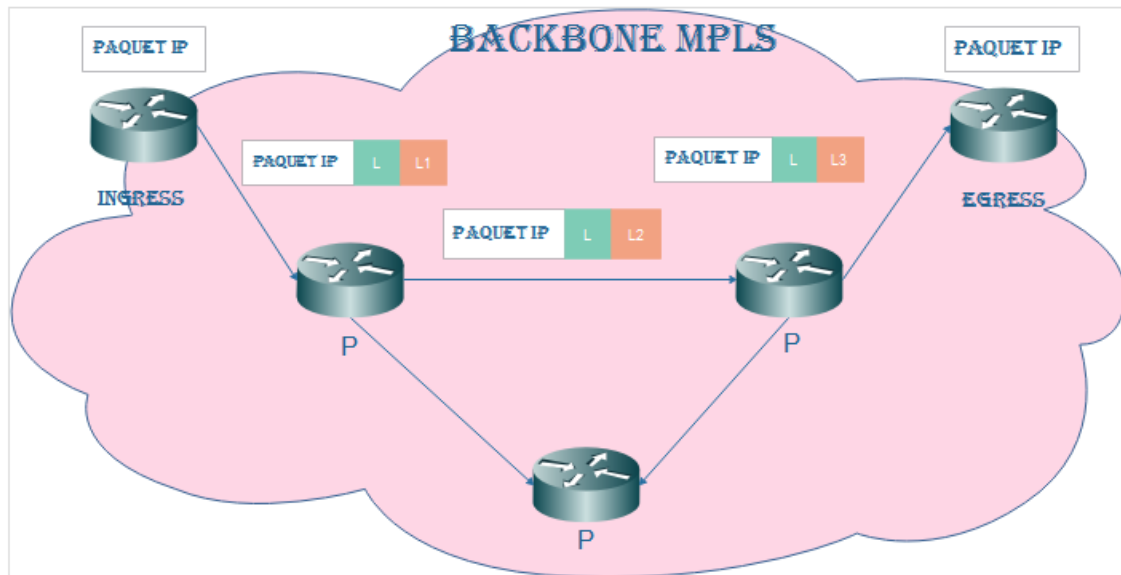 BACKBONE MPLS
PAQUET IP
PAQUET IP
INGRESS
EGRESS
PAQUET IP L L1
PAQUET IP L L3
PAQUET IP L L2
P
P
P